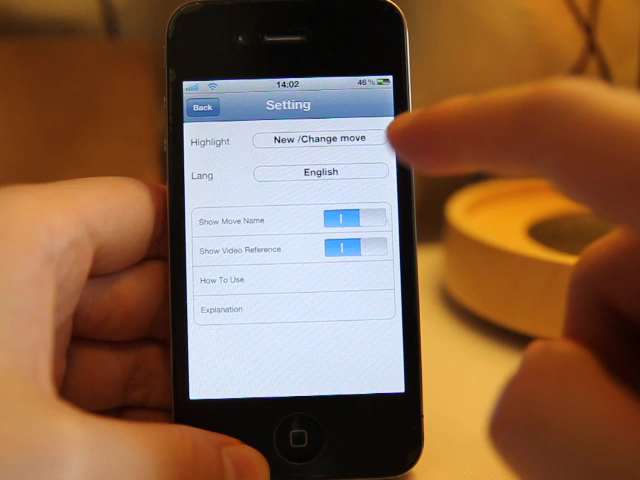 14:02 46%
Back Setting
Highlight New /Change move
Lang English
Show Move Name
Show Video Reference
How To Use
Explanation